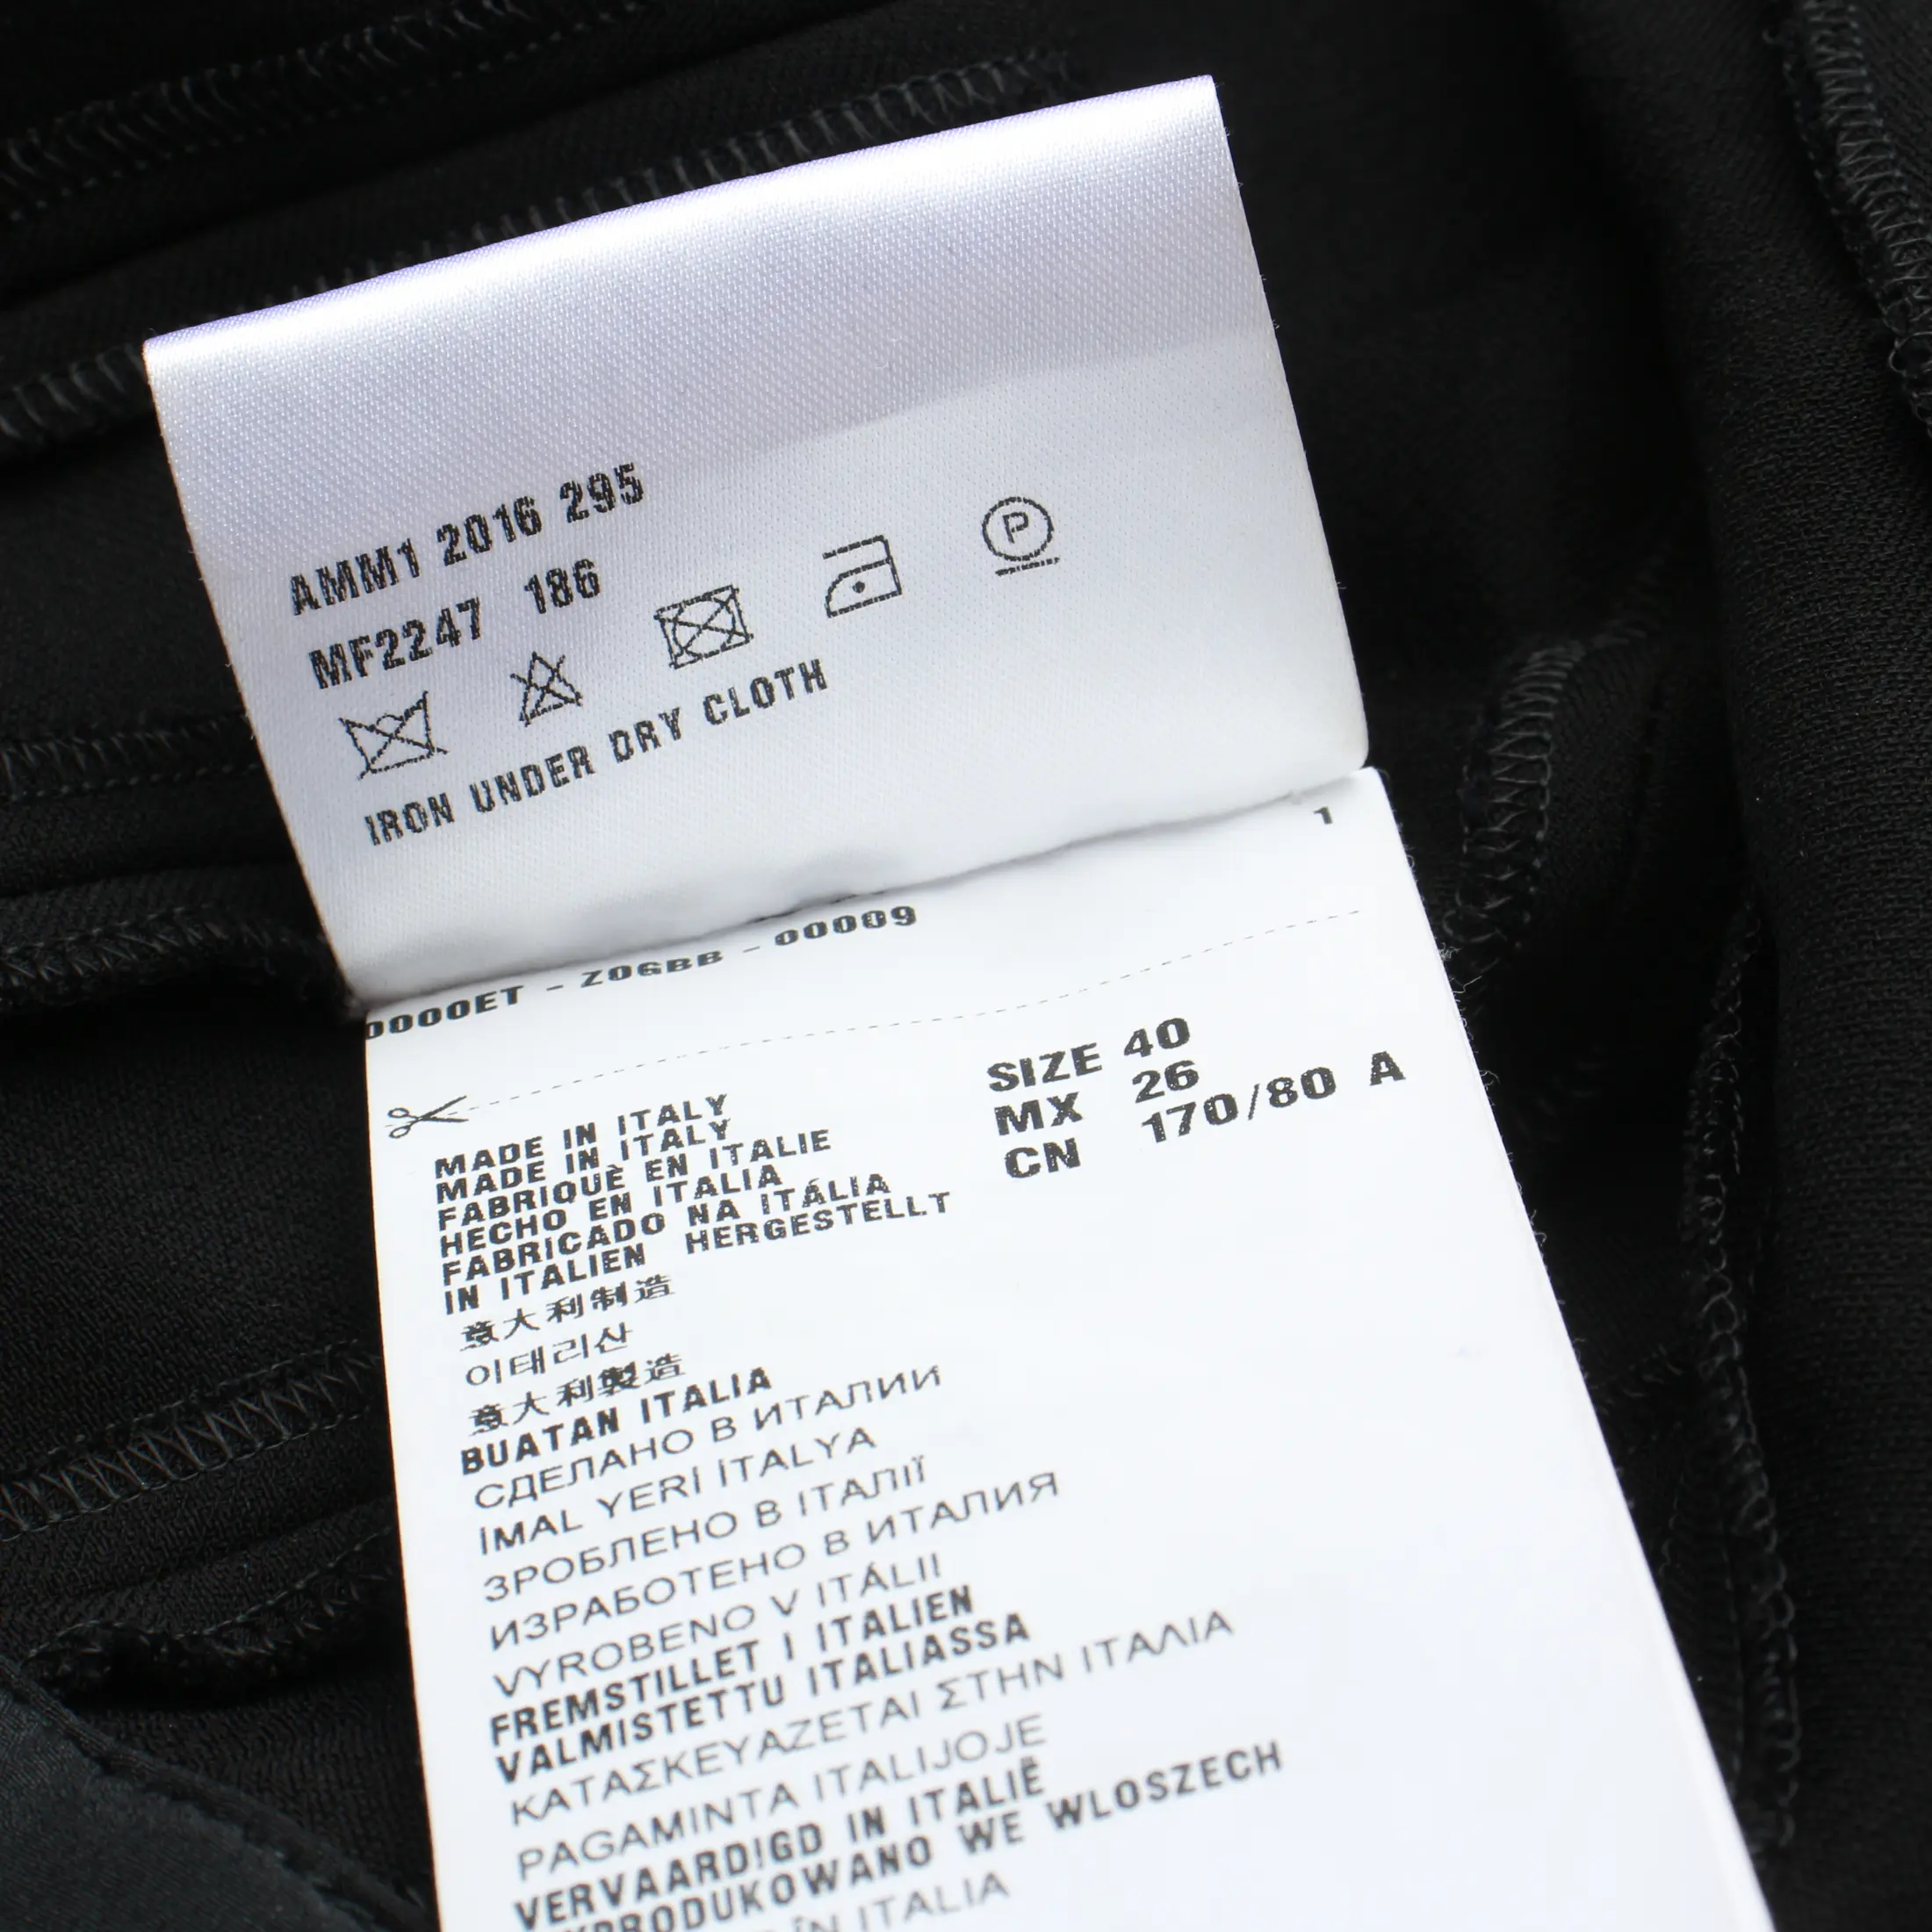 AMM1 2016 295
MF2247 186
P
IRON UNDER DRY CLOTH
1
0000ET - Z06BB - 00009
SIZE 40
MX 26
CN 170/80 A
MADE IN ITALY
MADE IN ITALY
FABRIQUÈ EN ITALIE
HECHO EN ITALIA
FABRICADO NA ITÁLIA
IN ITALIEN HERGESTELLT
意大利制造
이태리산
意大利製造
BUATAN ITALIA
СДЕЛАНО В ИТАЛИИ
İMAL YERİ İTALYA
ЗРОБЛЕНО В ІТАЛІЇ
ИЗРАБОТЕНО В ИТАЛИЯ
VYROBENO V ITÁLII
FREMSTILLET I ITALIEN
VALMISTETTU ITALIASSA
ΚΑΤΑΣΚΕΥΑΖΕΤΑΙ ΣΤΗΝ ΙΤΑΛΙΑ
PAGAMINTA ITALIJOJE
VERVAARDIGD IN ITALIË
WYPRODUKOWANO WE WLOSZECH
ÎN ITALIA